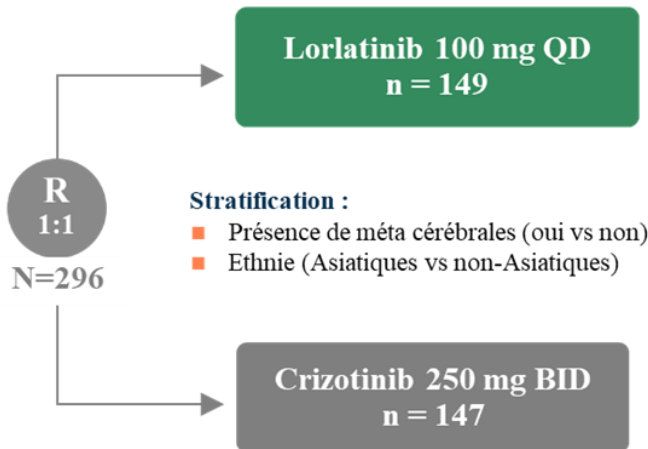 Lorlatinib 100 mg QD
n = 149
R
1:1
N=296
Stratification :
Présence de méta cérébrales (oui vs non)
Ethnie (Asiatiques vs non-Asiatiques)
Crizotinib 250 mg BID
n = 147